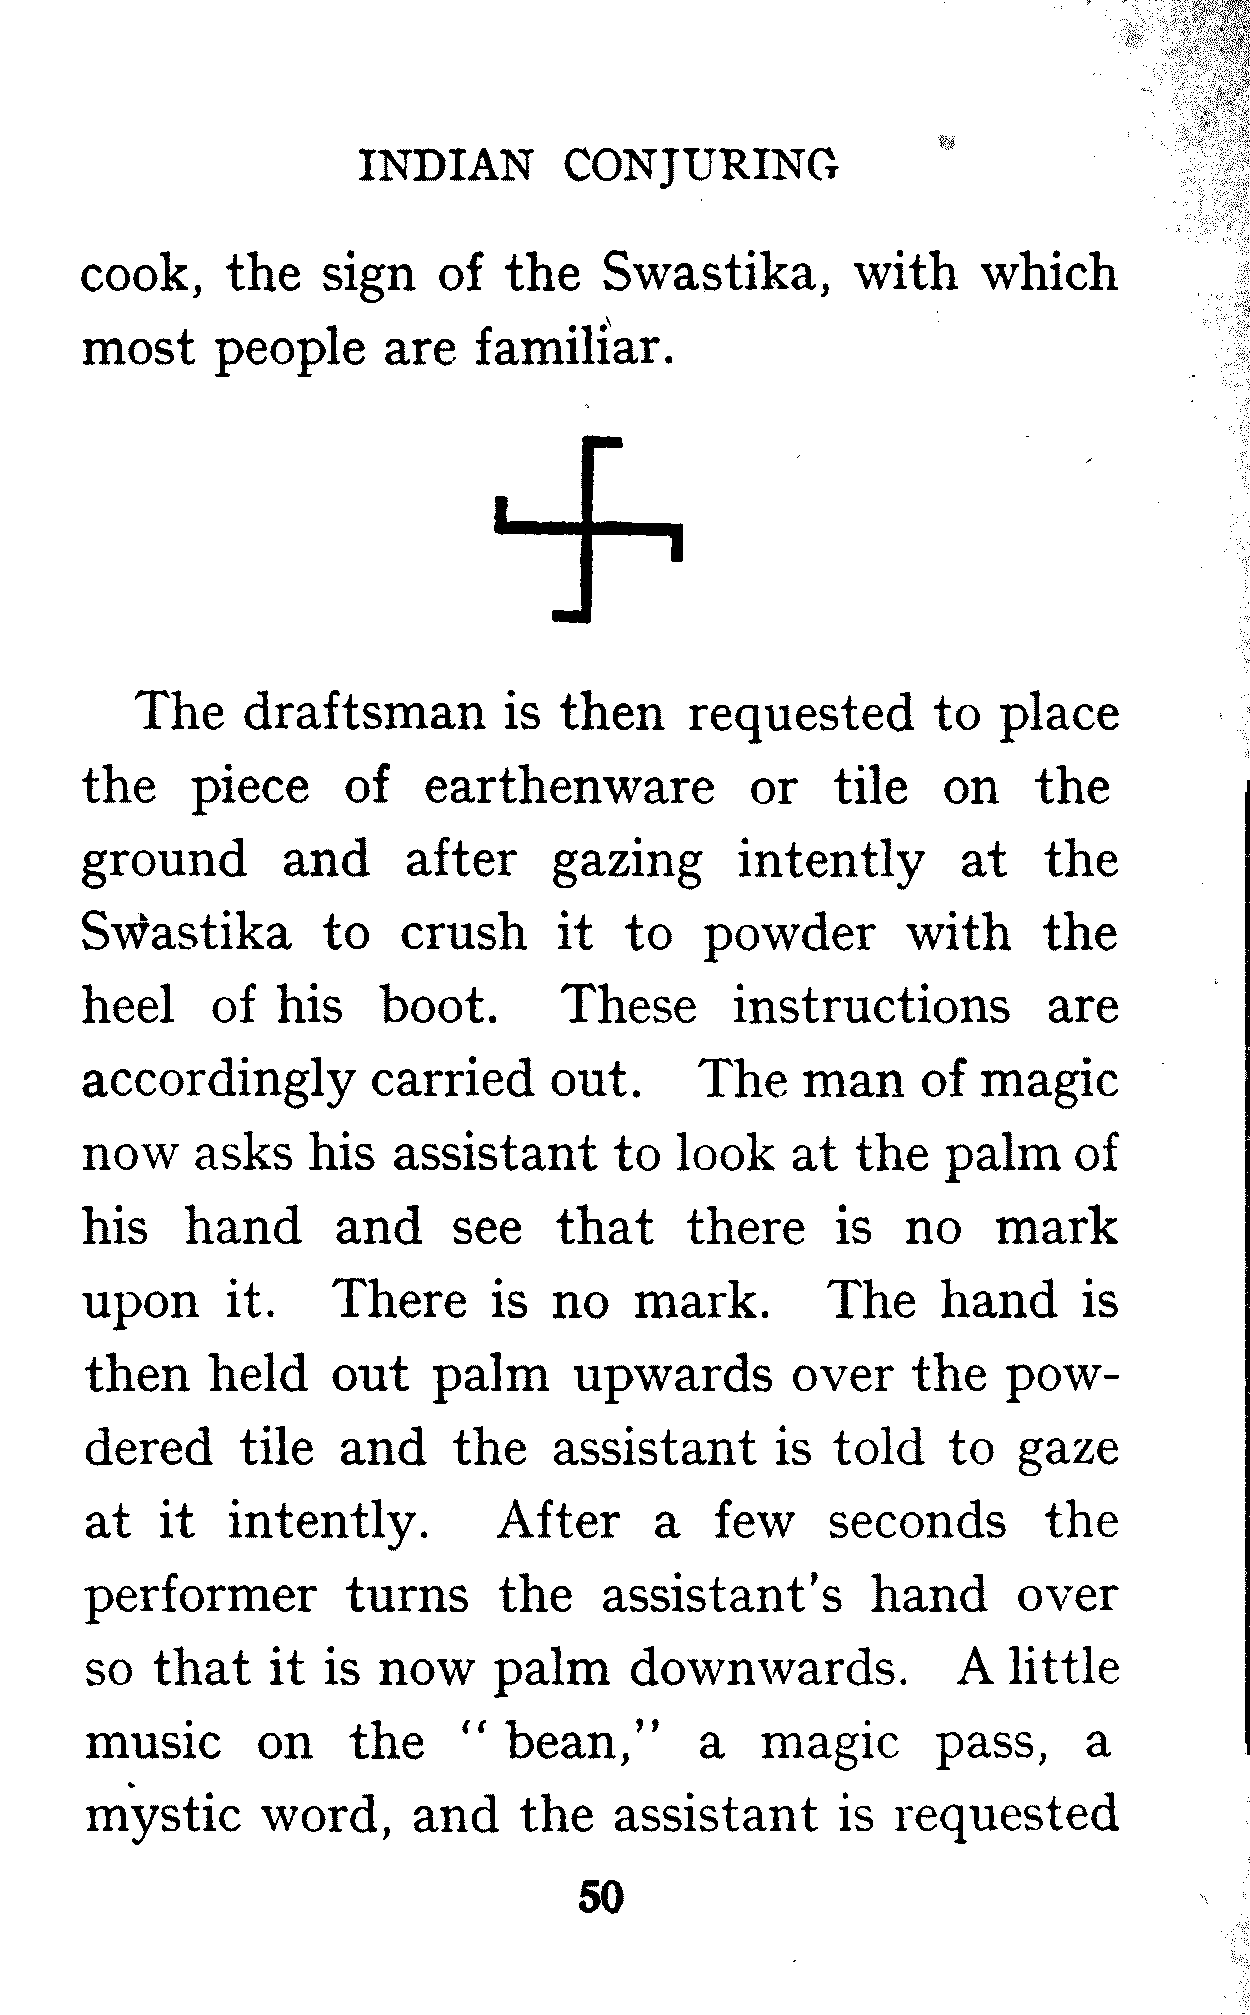 INDIAN CONJURING
cook, the sign of the Swastika, with which
most people are familiar.
The draftsman is then requested to place
the piece of earthenware or tile on the
ground and after gazing intently at the
Swastika to crush it to powder with the
heel of his boot. These instructions are
accordingly carried out. The man of magic
now asks his assistant to look at the palm of
his hand and see that there is no mark
upon it. There is no mark. The hand is
then held out palm upwards over the pow-
dered tile and the assistant is told to gaze
at it intently. After a few seconds the
performer turns the assistant's hand over
so that it is now palm downwards. A little
music on the “ bean,” a magic pass, a
mystic word, and the assistant is requested
50